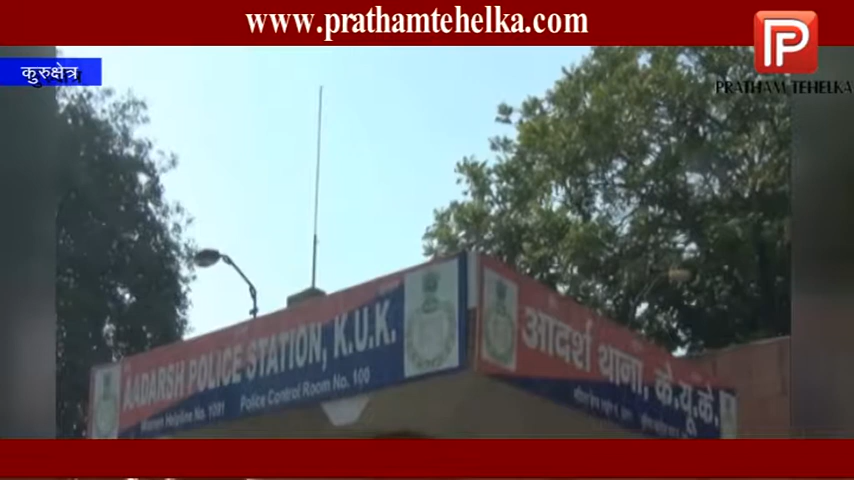 www.prathamtehelka.com
कुरुक्षेत्र
P
PRATHAM TEHELKA
AADARSH POLICE STATION, K.U.K.
Women Helpline No. 1091 Police Control Room No. 100
आदर्श थाना, के.यू.के.